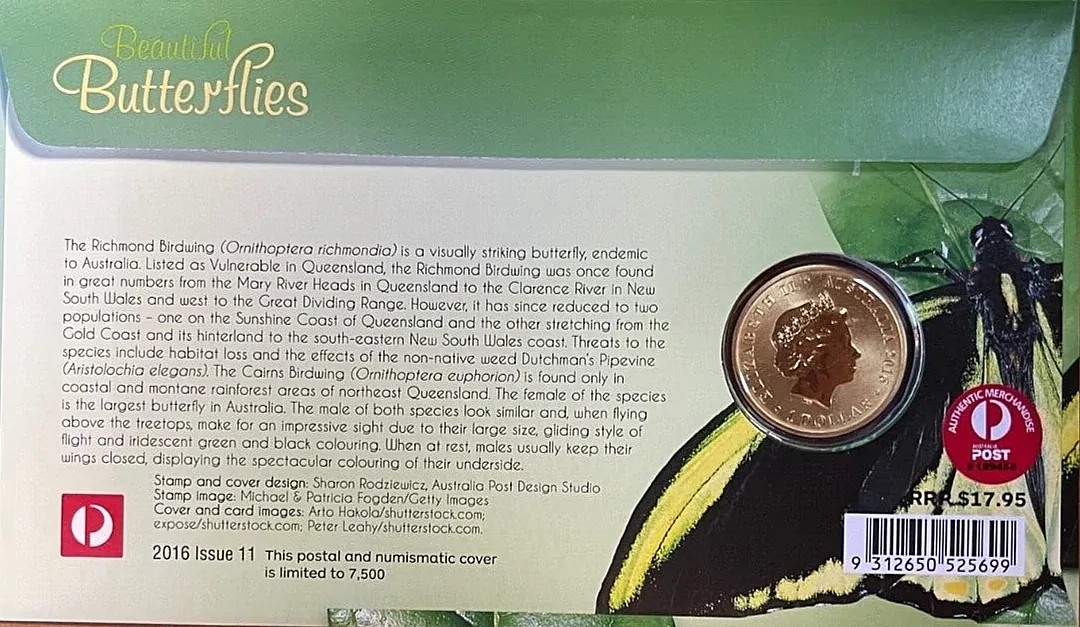 Beautiful
Butterflies
The Richmond Birdwing (Ornithoptera richmondia) is a visually striking butterfly, endemic
to Australia. Listed as Vulnerable in Queensland, the Richmond Birdwing was once found
in great numbers from the Mary River Heads in Queensland to the Clarence River in New
South Wales and west to the Great Dividing Range. However, it has since reduced to two
populations – one on the Sunshine Coast of Queensland and the other stretching from the
Gold Coast and its hinterland to the south-eastern New South Wales coast. Threats to the
species include habitat loss and the effects of the non-native weed Dutchman's Pipevine
(Aristolochia elegans). The Cairns Birdwing (Ornithoptera euphorion) is found only in
coastal and montane rainforest areas of northeast Queensland. The female of the species
is the largest butterfly in Australia. The male of both species look similar and, when flying
above the treetops, make for an impressive sight due to their large size, gliding style of
flight and iridescent green and black colouring. When at rest, males usually keep their
wings closed, displaying the spectacular colouring of their underside.
Stamp and cover design: Sharon Rodziewicz, Australia Post Design Studio
Stamp image: Michael & Patricia Fogden/Getty Images
Cover and card images: Arto Hakola/shutterstock.com;
expose/shutterstock.com; Peter Leahy/shutterstock.com.
2016 Issue 11 This postal and numismatic cover
is limited to 7,500
ELIZABETH II AUSTRALIA 2016
1 DOLLAR
AUTHENTIC MERCHANDISE
AUSTRALIA
POST
RRP $17.95
9 312650 525699